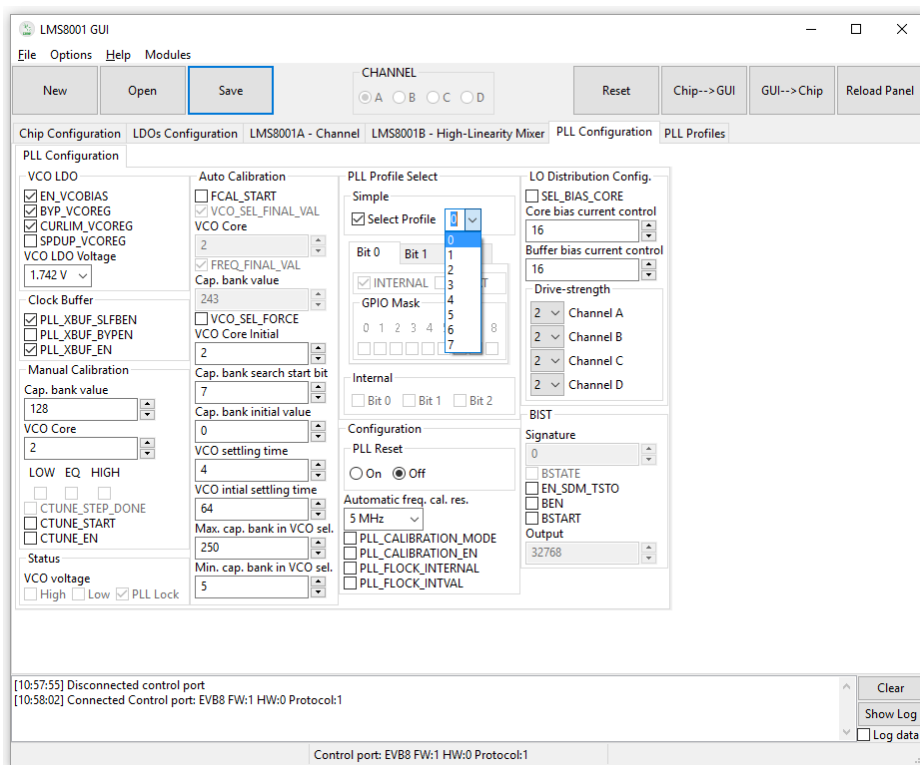 LMS8001 GUI
File Options Help Modules
New Open Save
CHANNEL
A B C D
Reset Chip-->GUI GUI-->Chip Reload Panel
Chip Configuration LDOs Configuration LMS8001A - Channel LMS8001B - High-Linearity Mixer PLL Configuration PLL Profiles
PLL Configuration
VCO LDO
EN_VCOBIAS
BYP_VCOREG
CURLIM_VCOREG
SPDUP_VCOREG
VCO LDO Voltage
1.742 V
Clock Buffer
PLL_XBUF_SLFBEN
PLL_XBUF_BYPEN
PLL_XBUF_EN
Manual Calibration
Cap. bank value
128
VCO Core
2
LOW EQ HIGH
CTUNE_STEP_DONE
CTUNE_START
CTUNE_EN
Status
VCO voltage
High Low PLL Lock
Auto Calibration
FCAL_START
VCO_SEL_FINAL_VAL
VCO Core
2
FREQ_FINAL_VAL
Cap. bank value
243
VCO_SEL_FORCE
VCO Core Initial
2
Cap. bank search start bit
7
Cap. bank initial value
0
VCO settling time
4
VCO intial settling time
64
Max. cap. bank in VCO sel.
250
Min. cap. bank in VCO sel.
5
PLL Profile Select
Simple
Select Profile 0
0
1
2
3
4
5
6
7
Bit 0 Bit 1
INTERNAL
GPIO Mask
0 1 2 3 4 8
Internal
Bit 0 Bit 1 Bit 2
Configuration
PLL Reset
On Off
Automatic freq. cal. res.
5 MHz
PLL_CALIBRATION_MODE
PLL_CALIBRATION_EN
PLL_FLOCK_INTERNAL
PLL_FLOCK_INTVAL
LO Distribution Config.
SEL_BIAS_CORE
Core bias current control
16
Buffer bias current control
16
Drive-strength
2 Channel A
2 Channel B
2 Channel C
2 Channel D
BIST
Signature
0
BSTATE
EN_SDM_TSTO
BEN
BSTART
Output
32768
[10:57:55] Disconnected control port
[10:58:02] Connected Control port: EVB8 FW:1 HW:0 Protocol:1
Clear
Show Log
Log data
Control port: EVB8 FW:1 HW:0 Protocol:1